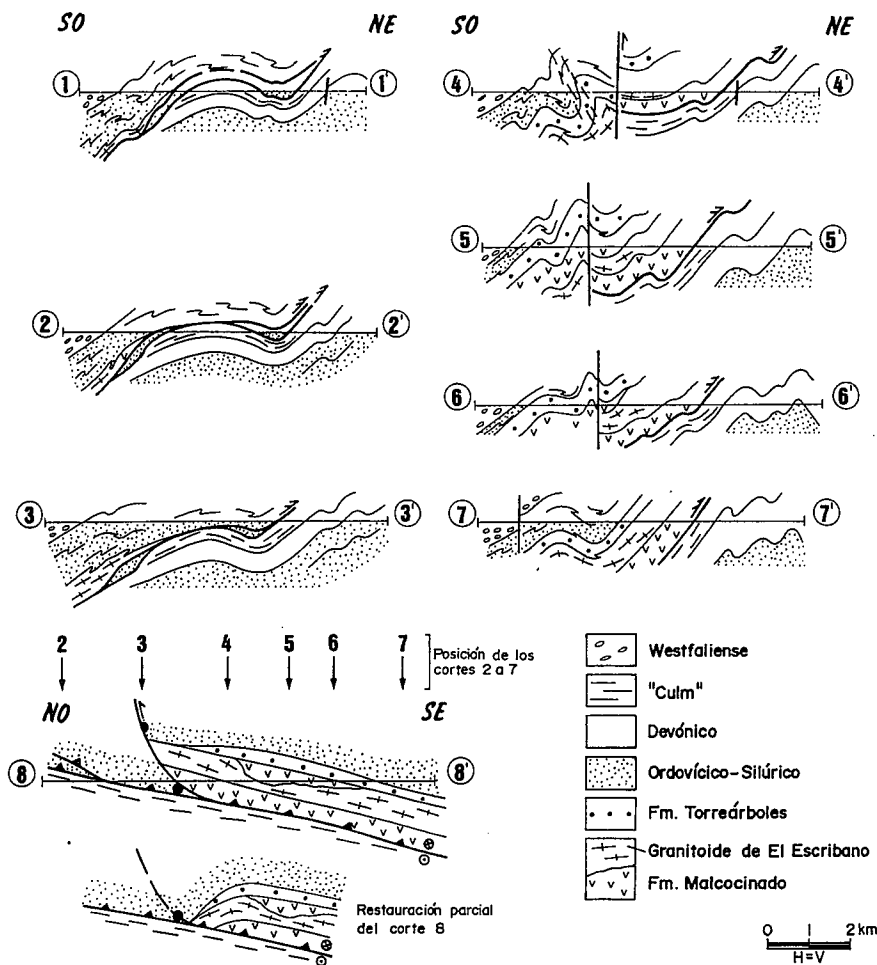 SO
NE
1
1'
2
2'
3
3'
SO
NE
4
4'
5
5'
6
6'
7
7'
2 3 4 5 6 7
Posición de los
cortes 2 a 7
NO
SE
8
8'
Restauración parcial
del corte 8
Westfaliense
"Culm"
Devónico
Ordovícico-Silúrico
Fm. Torreárboles
Granitoide de El Escribano
Fm. Malcocinado
0 1 2 km
H=V